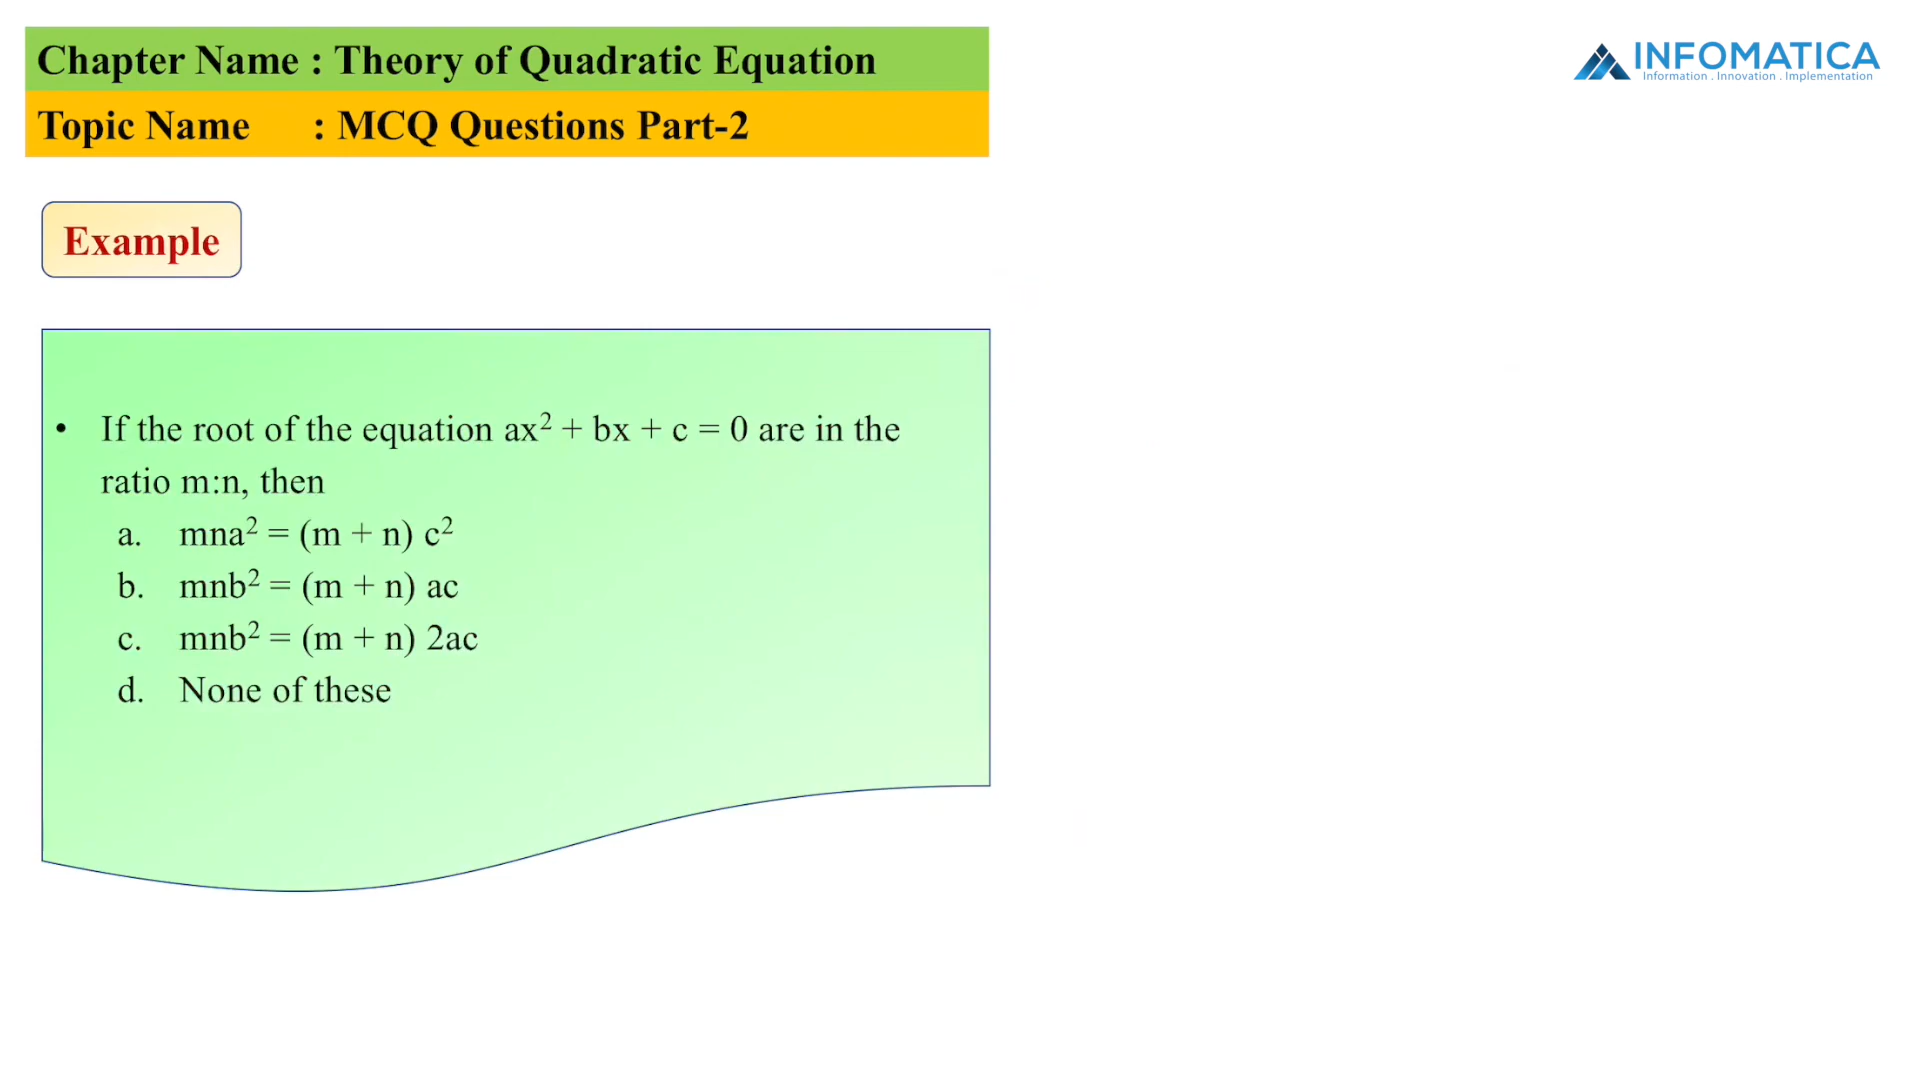 Chapter Name : Theory of Quadratic Equation
INFOMATICA
Information . Innovation . Implementation
Topic Name : MCQ Questions Part-2
Example
• If the root of the equation ax² + bx + c = 0 are in the
ratio m:n, then
a. mna² = (m + n) c²
b. mnb² = (m + n) ac
c. mnb² = (m + n) 2ac
d. None of these